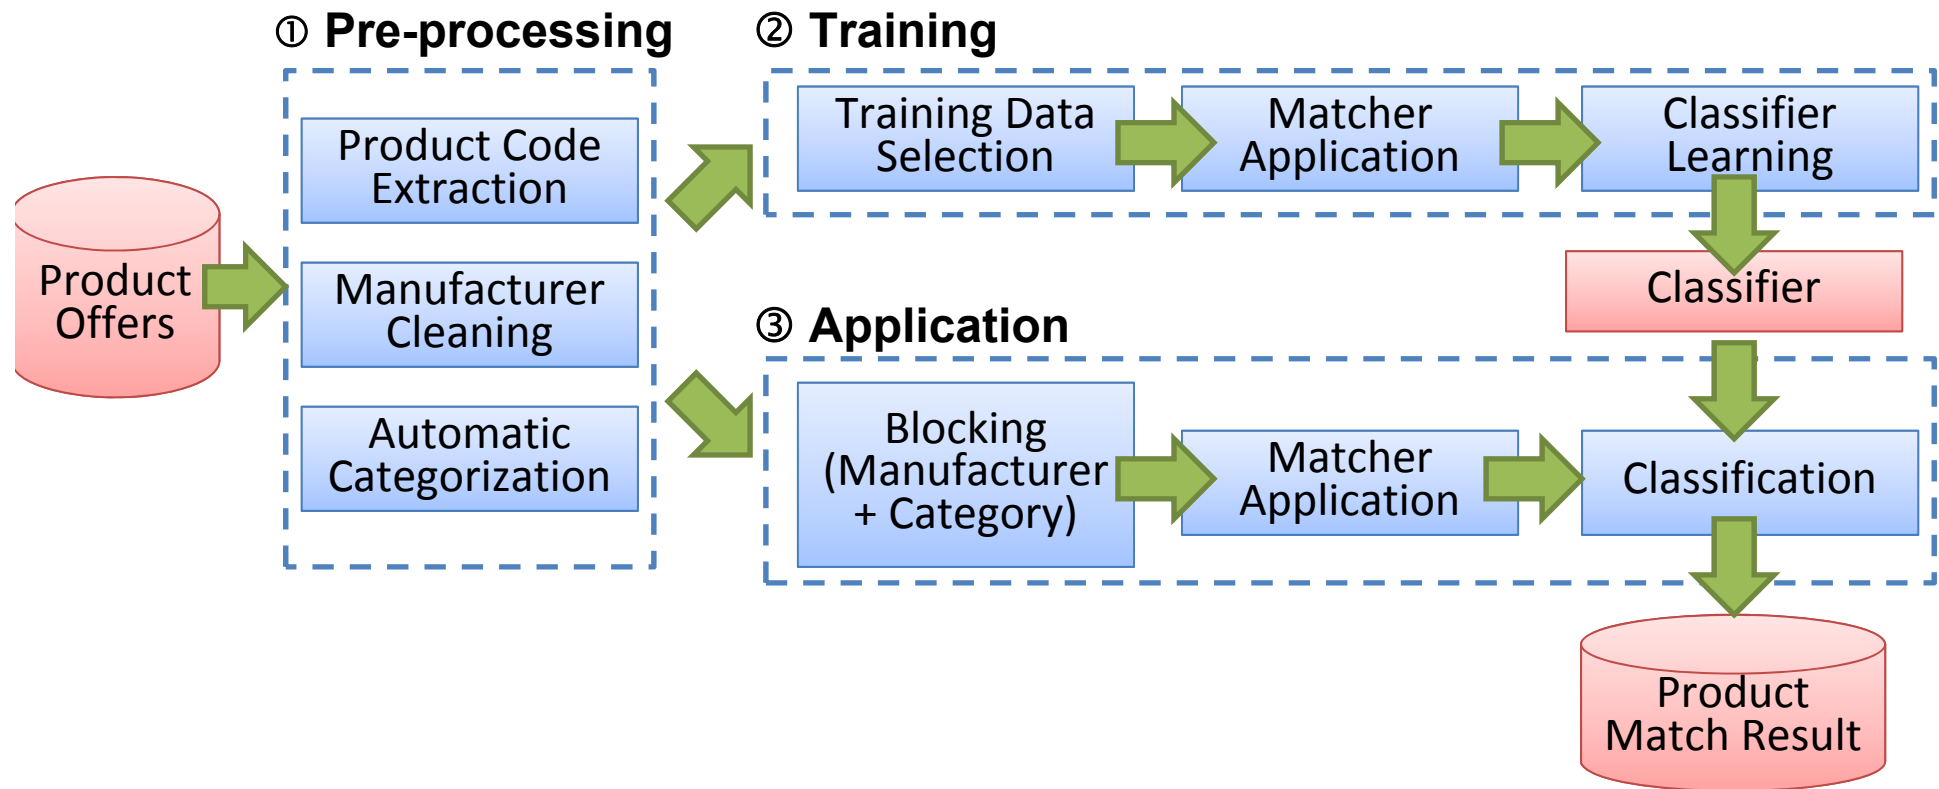 ① Pre-processing
② Training
Product Code
Extraction
Manufacturer
Cleaning
Automatic
Categorization
Product
Offers
Training Data
Selection
Matcher
Application
Classifier
Learning
Classifier
③ Application
Blocking
(Manufacturer
+ Category)
Matcher
Application
Classification
Product
Match Result